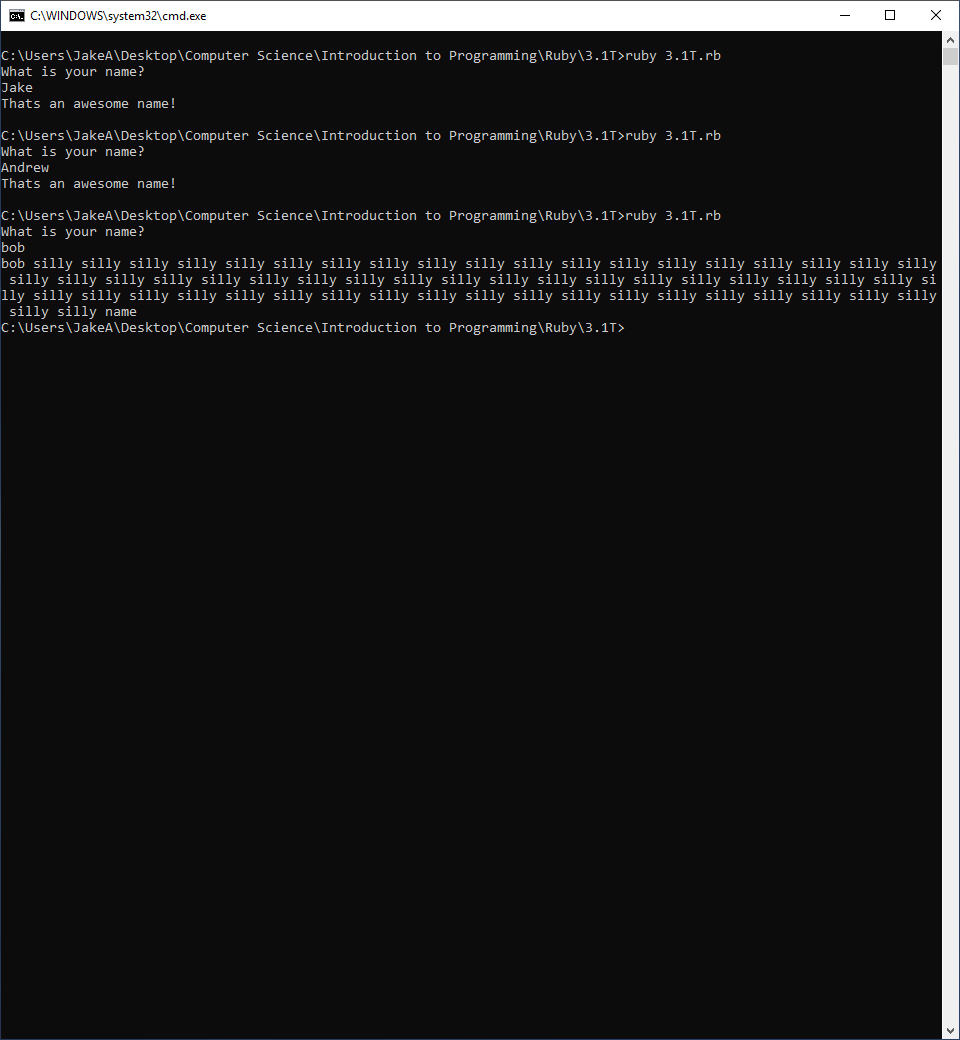 C:\WINDOWS\system32\cmd.exe
C:\Users\JakeA\Desktop\Computer Science\Introduction to Programming\Ruby\3.1T>ruby 3.1T.rb
What is your name?
Jake
Thats an awesome name!
C:\Users\JakeA\Desktop\Computer Science\Introduction to Programming\Ruby\3.1T>ruby 3.1T.rb
What is your name?
Andrew
Thats an awesome name!
C:\Users\JakeA\Desktop\Computer Science\Introduction to Programming\Ruby\3.1T>ruby 3.1T.rb
What is your name?
bob
bob silly silly silly silly silly silly silly silly silly silly silly silly silly silly silly silly silly silly silly
 silly silly silly silly silly silly silly silly silly silly silly silly silly silly silly silly silly silly silly si
lly silly silly silly silly silly silly silly silly silly silly silly silly silly silly silly silly silly silly silly
 silly silly name
C:\Users\JakeA\Desktop\Computer Science\Introduction to Programming\Ruby\3.1T>